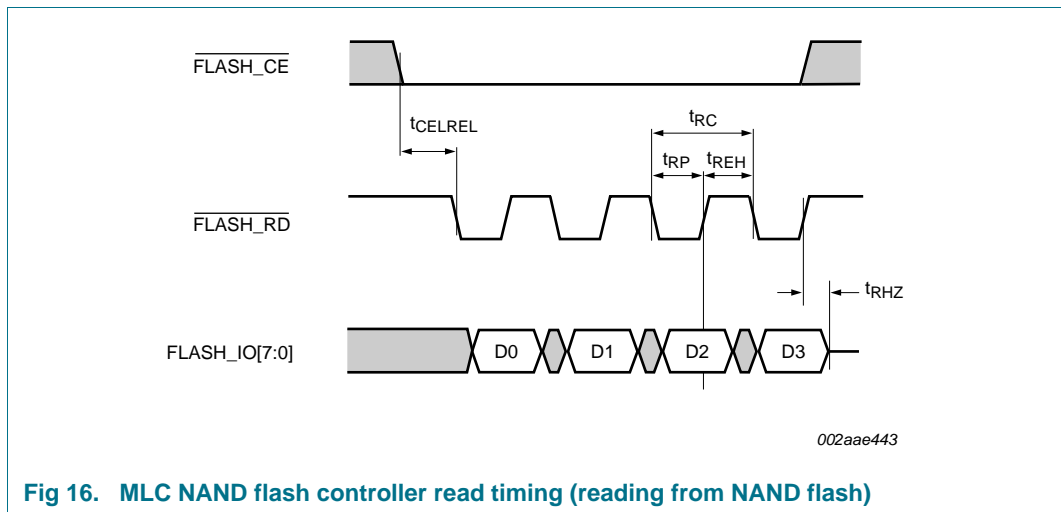 FLASH_CE
tCELREL
tRC
tRP tREH
FLASH_RD
tRHZ
FLASH_IO[7:0] D0 D1 D2 D3
002aae443
Fig 16. MLC NAND flash controller read timing (reading from NAND flash)